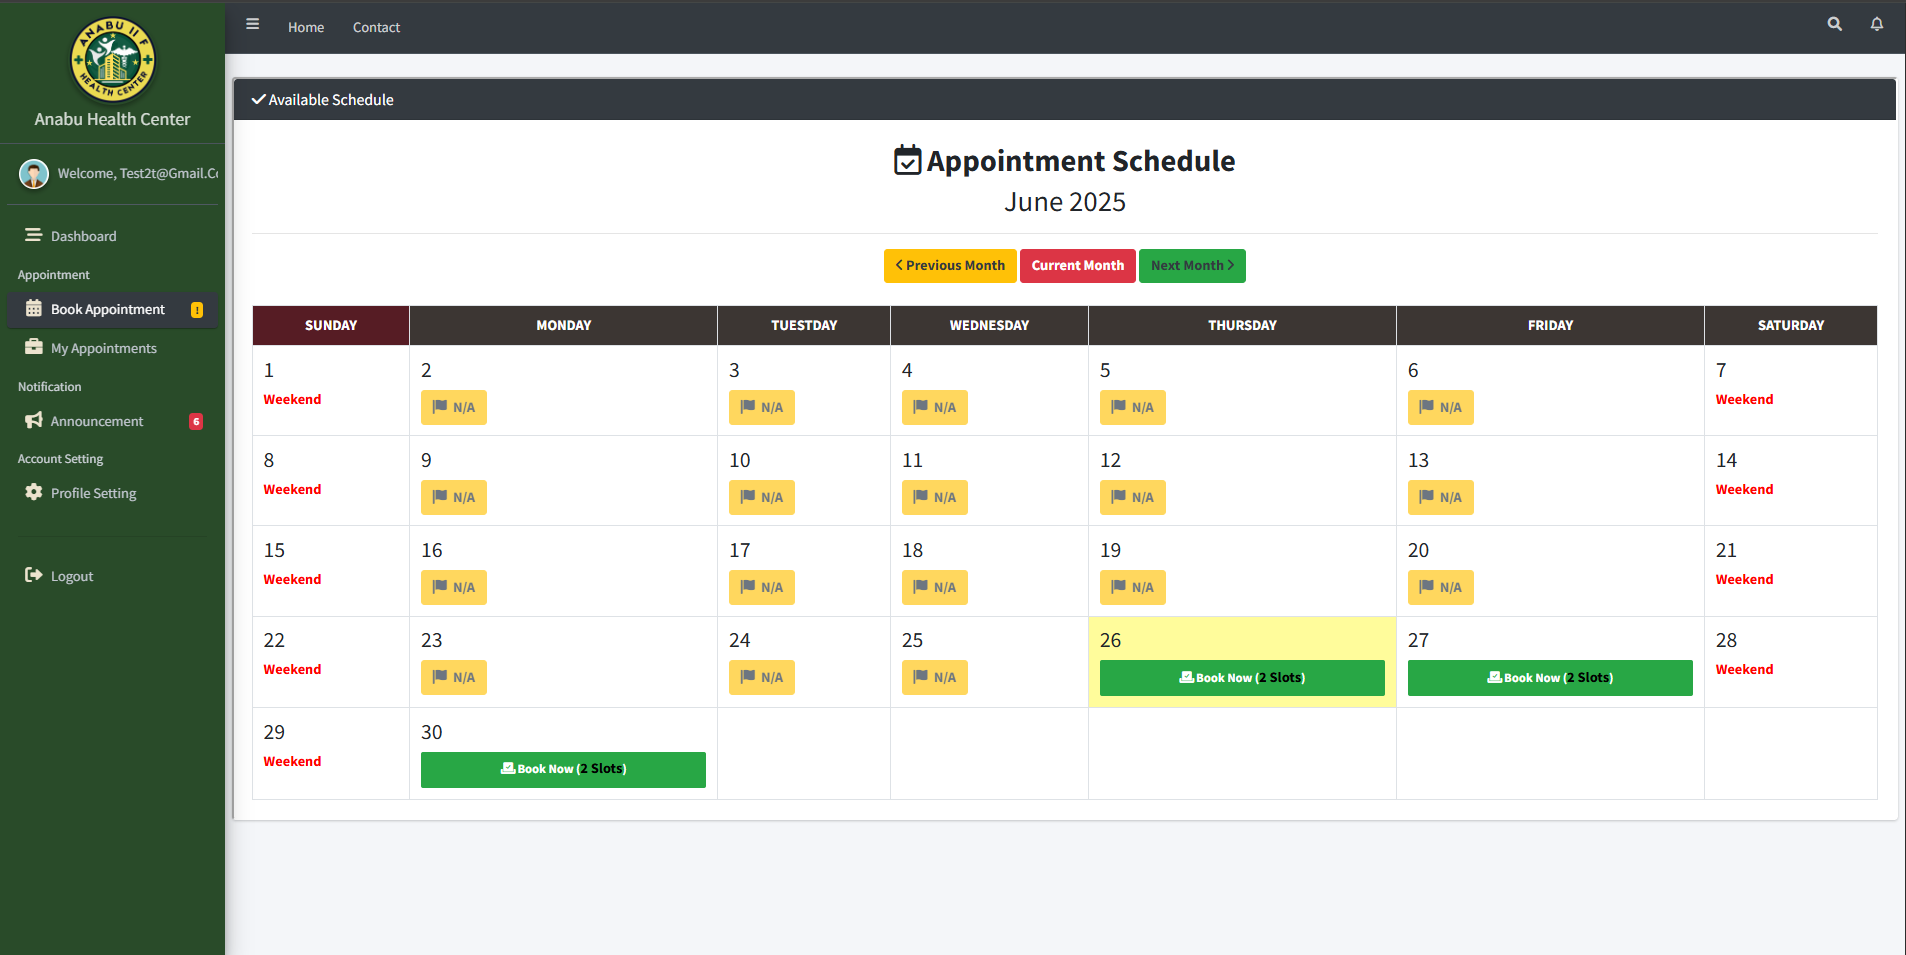 ANABU II F
HEALTH CENTER
Anabu Health Center
Welcome, Test2t@Gmail.Co
Dashboard
Appointment
Book Appointment !
My Appointments
Notification
Announcement 6
Account Setting
Profile Setting
Logout
Home Contact
Available Schedule
Appointment Schedule
June 2025
Previous Month Current Month Next Month
SUNDAY MONDAY TUESDAY WEDNESDAY THURSDAY FRIDAY SATURDAY
1 2 3 4 5 6 7
Weekend N/A N/A N/A N/A N/A Weekend
8 9 10 11 12 13 14
Weekend N/A N/A N/A N/A N/A Weekend
15 16 17 18 19 20 21
Weekend N/A N/A N/A N/A N/A Weekend
22 23 24 25 26 27 28
Weekend N/A N/A N/A Book Now (2 Slots) Book Now (2 Slots) Weekend
29 30
Weekend Book Now (2 Slots)